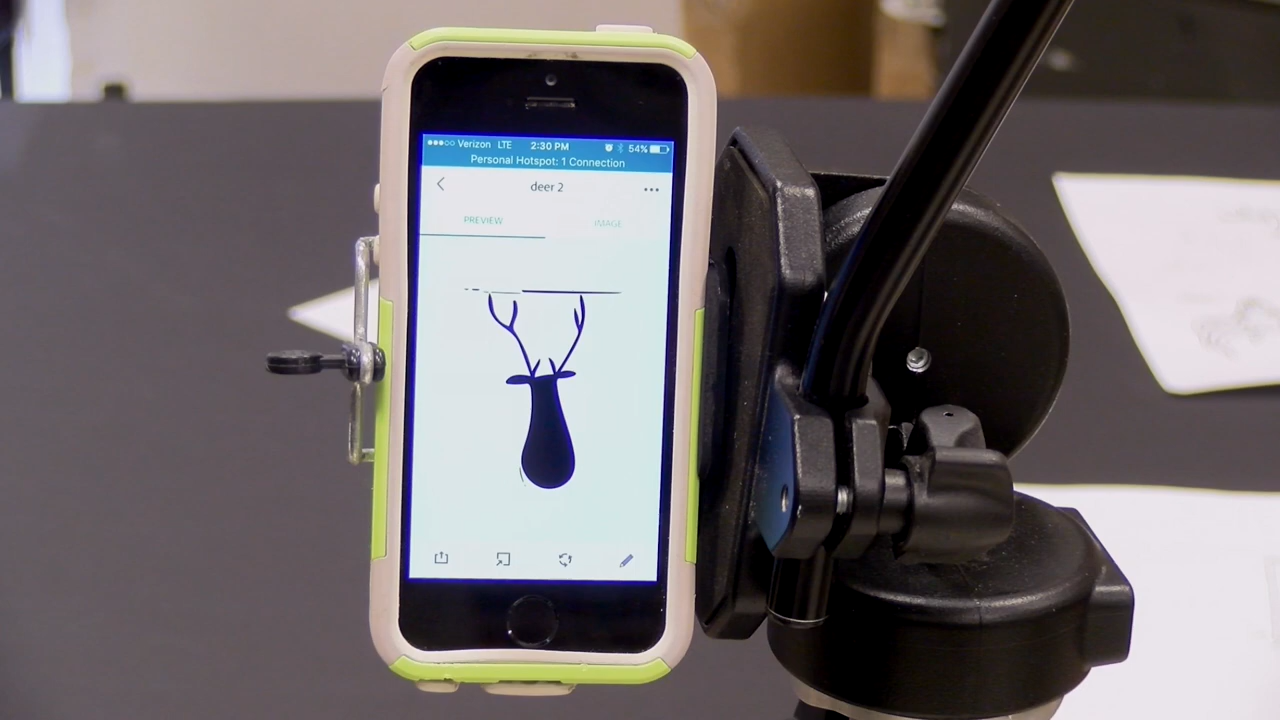 Verizon LTE 2:30 PM 54%
Personal Hotspot: 1 Connection
deer 2
PREVIEW IMAGE